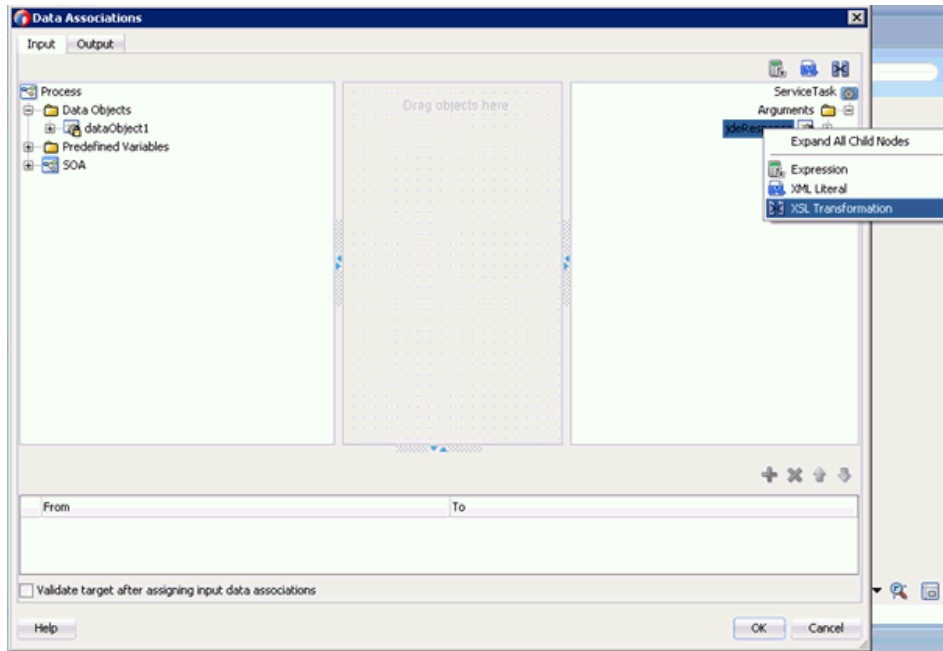 Data Associations
Input Output
Process
Data Objects
dataObject1
Predefined Variables
SOA
Drag objects here
ServiceTask
Arguments
Expand All Child Nodes
Expression
XML Literal
XSL Transformation
From To
Validate target after assigning input data associations
Help OK Cancel